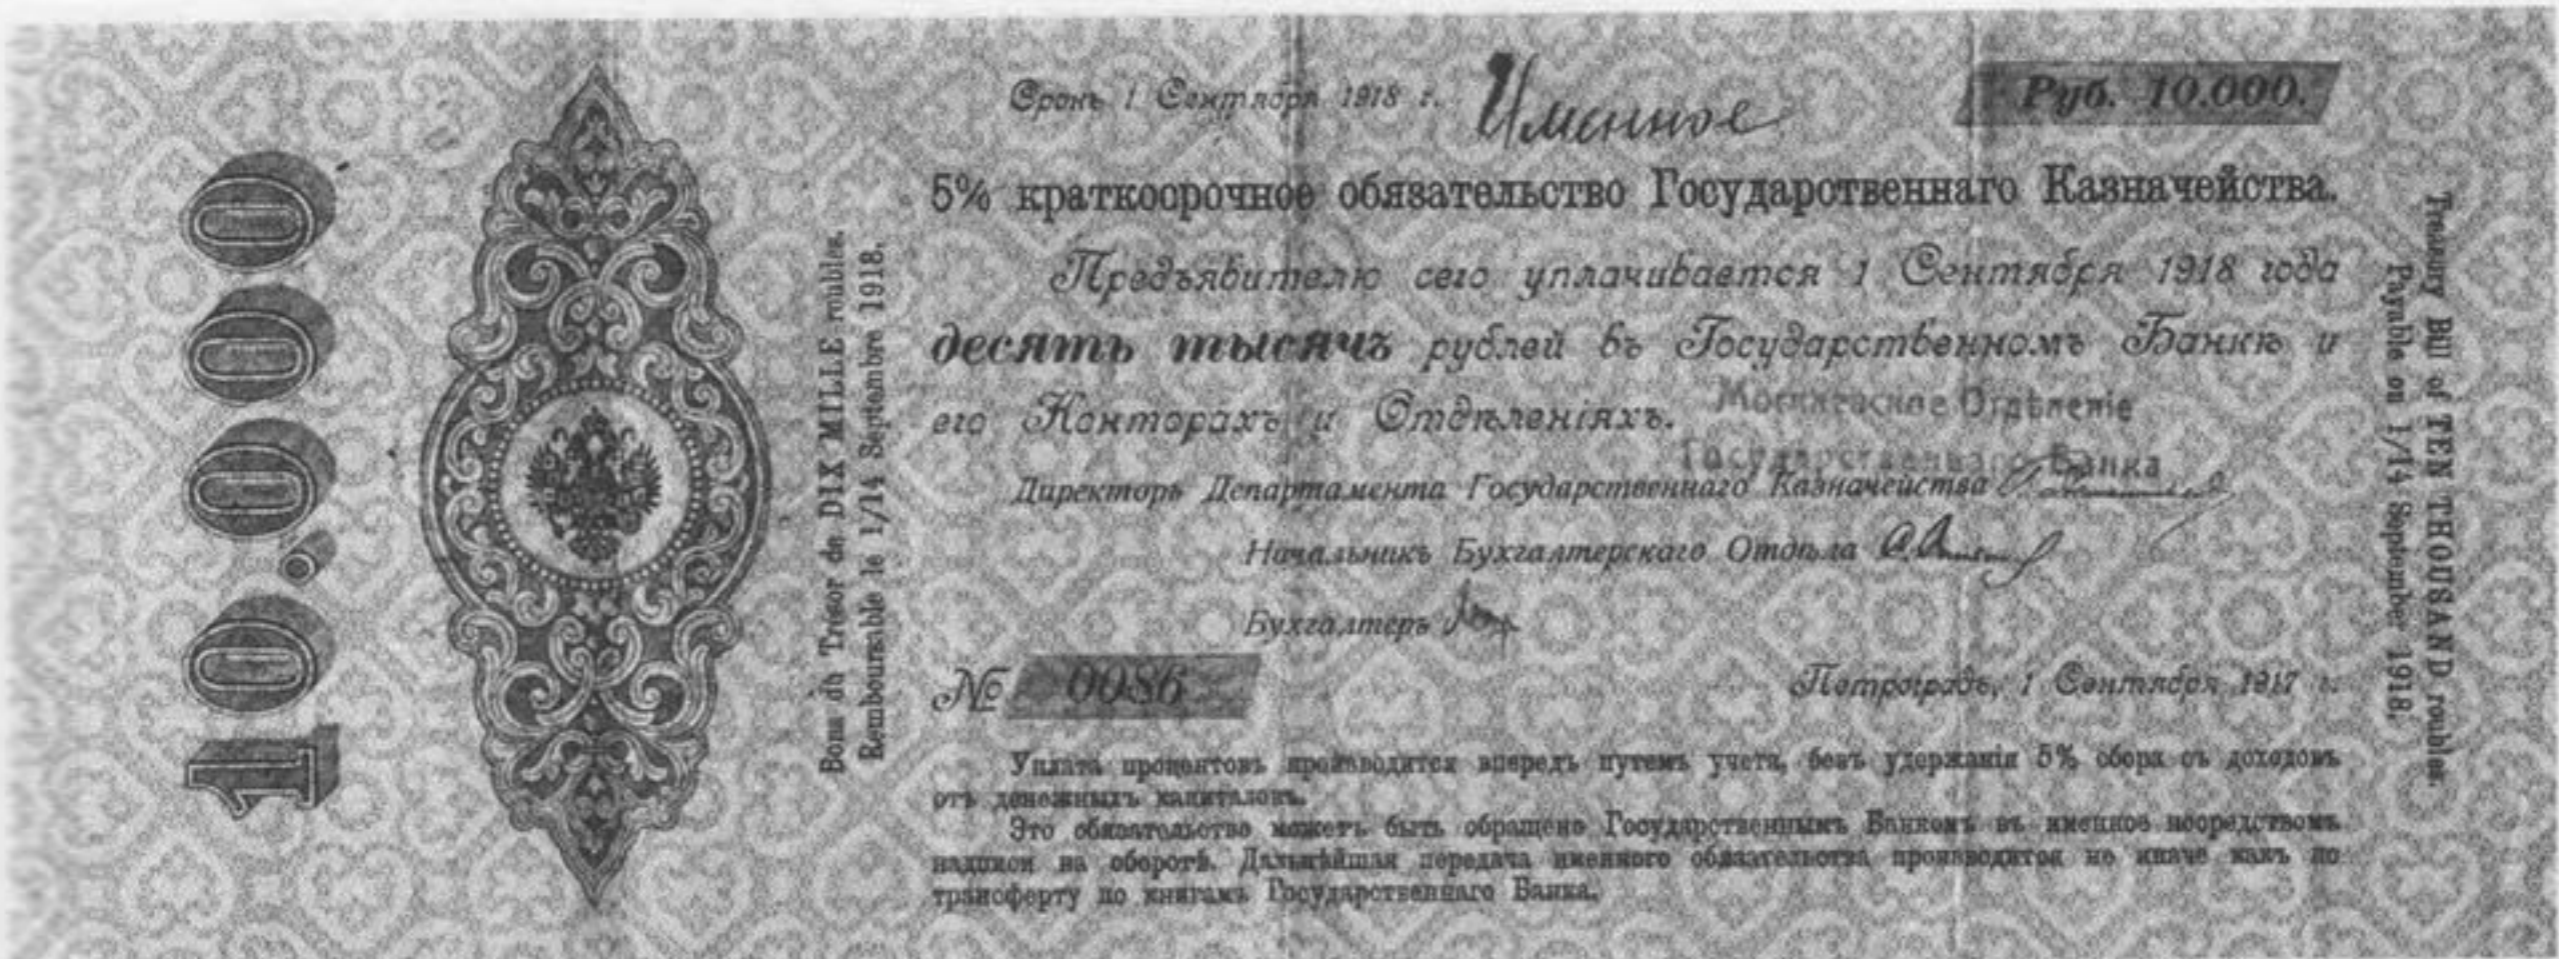 10.000
Bons du Trésor de DIX MILLE roubles.
Remboursable le 1/14 Septembre 1918.
Срокъ 1 Сентября 1918 г.
Именное
Руб. 10.000.
5% краткосрочное обязательство Государственнаго Казначейства.
Предъявителю сего уплачивается 1 Сентября 1918 года
десять тысячъ рублей въ Государственномъ Банкѣ и
его Конторахъ и Отдѣленіяхъ.
Отдѣленіе
Государственнаго Банка
Директоръ Департамента Государственнаго Казначейства
Начальникъ Бухгалтерскаго Отдѣла
Бухгалтеръ
№ 0086
Петроградъ, 1 Сентября 1917 г.
Уплата процентовъ производится впередъ путемъ учета, безъ удержанія 5% сбора съ доходовъ
отъ денежныхъ капиталовъ.
Это обязательство можетъ быть обращено Государственнымъ Банкомъ въ именное посредствомъ
надписи на оборотѣ. Дальнѣйшая передача именного обязательства производится не иначе какъ по
трансферту по книгамъ Государственнаго Банка.
Treasury Bill of TEN THOUSAND roubles.
Payable on 1/14 September 1918.